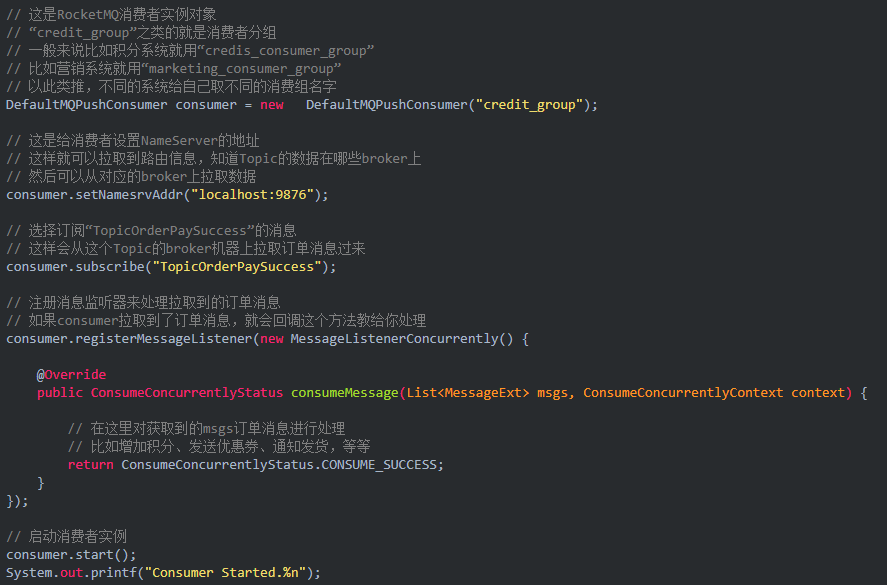 // 这是RocketMQ消费者实例对象
// “credit_group”之类的就是消费者分组
// 一般来说比如积分系统就用“credis_consumer_group”
// 比如营销系统就用“marketing_consumer_group”
// 以此类推，不同的系统给自己取不同的消费组名字
DefaultMQPushConsumer consumer = new   DefaultMQPushConsumer("credit_group");

// 这是给消费者设置NameServer的地址
// 这样就可以拉取到路由信息，知道Topic的数据在哪些broker上
// 然后可以从对应的broker上拉取数据
consumer.setNamesrvAddr("localhost:9876");

// 选择订阅“TopicOrderPaySuccess”的消息
// 这样会从这个Topic的broker机器上拉取订单消息过来
consumer.subscribe("TopicOrderPaySuccess");

// 注册消息监听器来处理拉取到的订单消息
// 如果consumer拉取到了订单消息，就会回调这个方法教给你处理
consumer.registerMessageListener(new MessageListenerConcurrently() {

    @Override
    public ConsumeConcurrentlyStatus consumeMessage(List<MessageExt> msgs, ConsumeConcurrentlyContext context) {

        // 在这里对获取到的msgs订单消息进行处理
        // 比如增加积分、发送优惠券、通知发货，等等
        return ConsumeConcurrentlyStatus.CONSUME_SUCCESS;
    }
});

// 启动消费者实例
consumer.start();
System.out.printf("Consumer Started.%n");